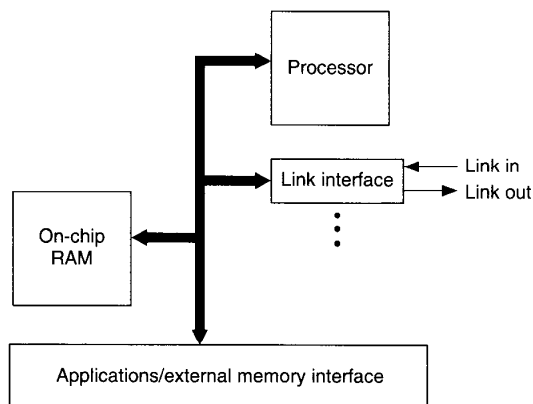 Processor
Link interface
Link in
Link out
On-chip
RAM
Applications/external memory interface